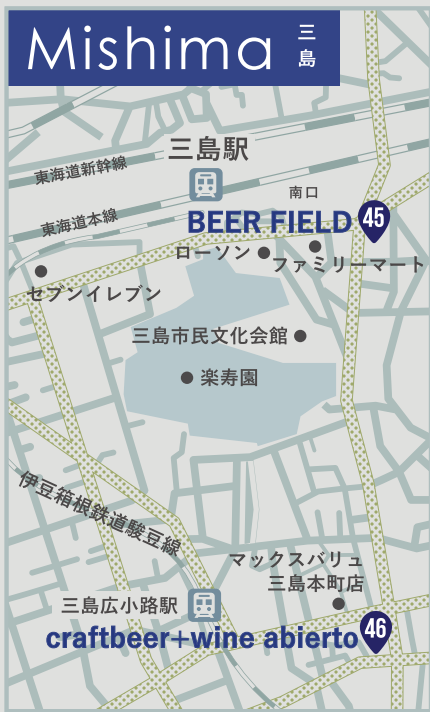 Mishima
三島
三島駅
東海道新幹線
南口
東海道本線
BEER FIELD
45
ローソン
ファミリーマート
セブンイレブン
三島市民文化会館
楽寿園
伊豆箱根鉄道駿豆線
マックスバリュ
三島本町店
三島広小路駅
craftbeer+wine abierto
46